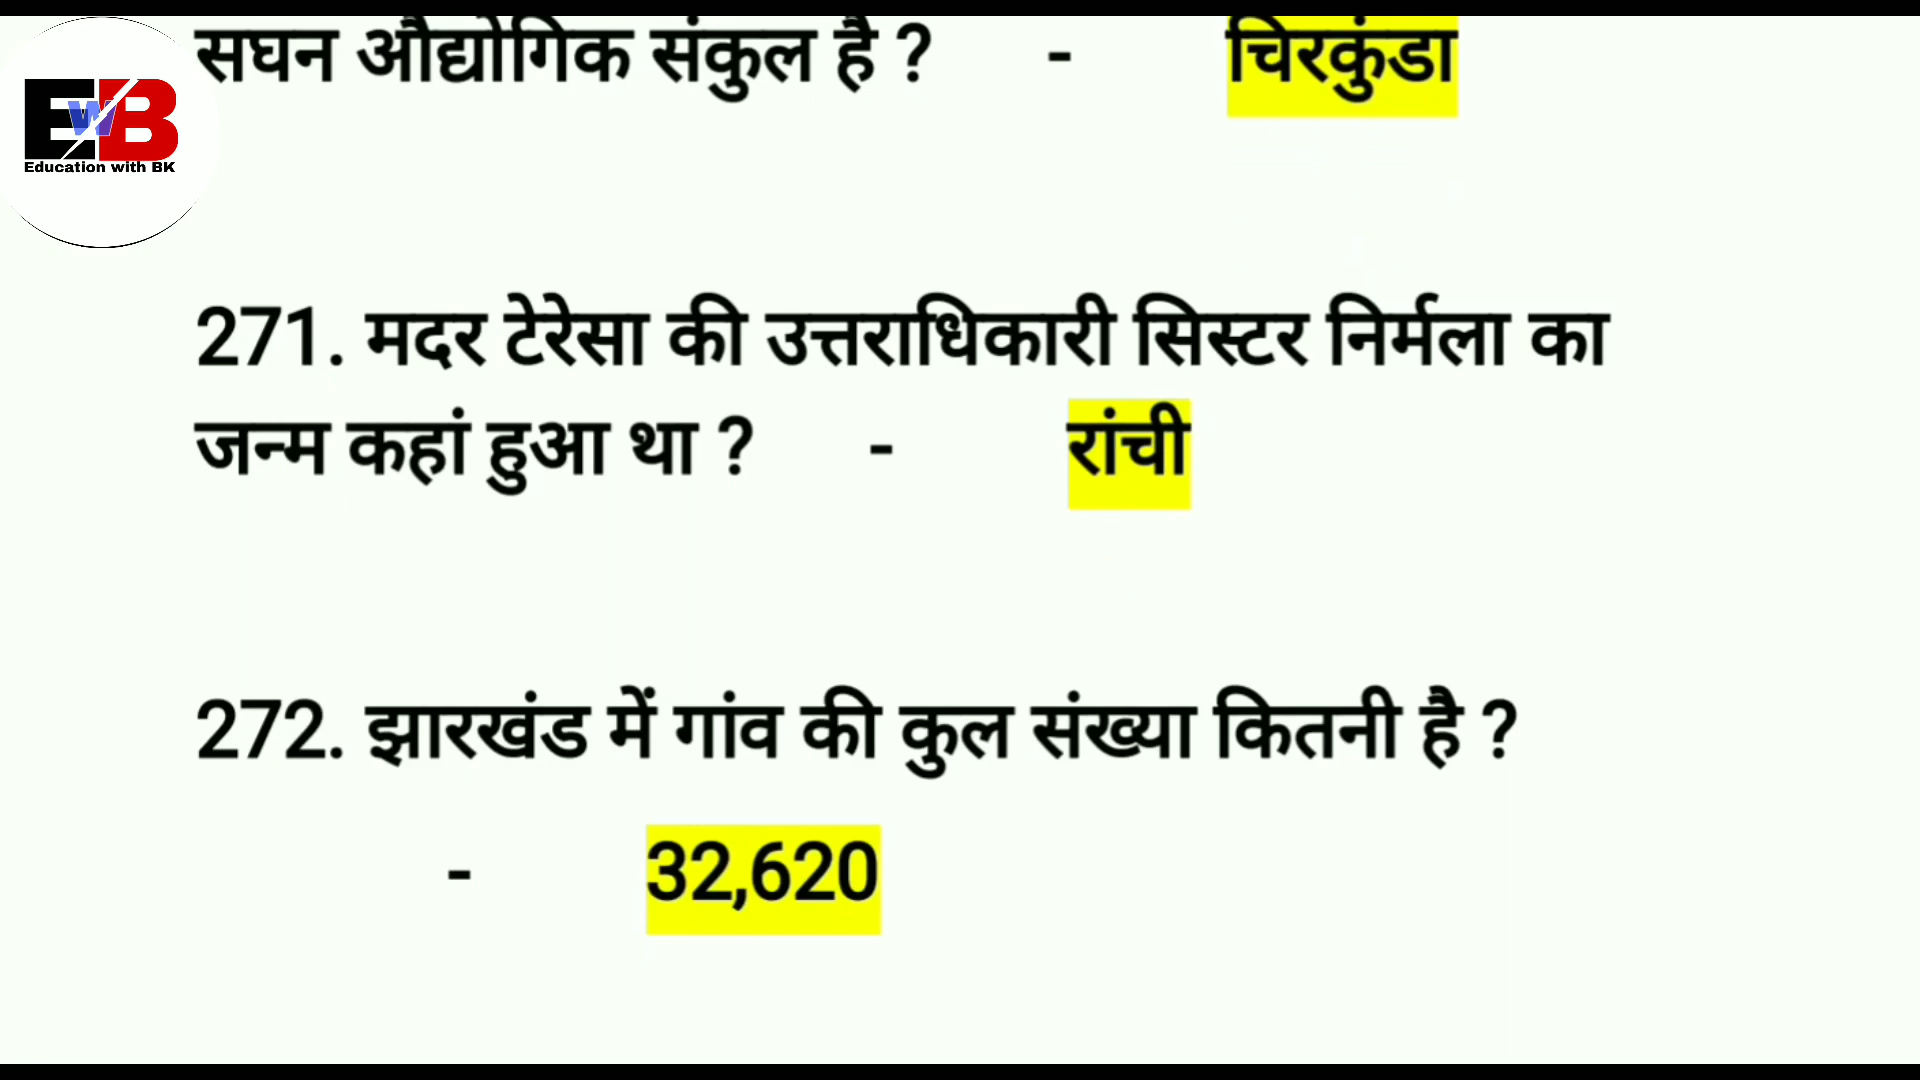 सघन औद्योगिक संकुल है ? - चिरकुंडा
EWB
Education with BK
271. मदर टेरेसा की उत्तराधिकारी सिस्टर निर्मला का
जन्म कहां हुआ था ? - रांची
272. झारखंड में गांव की कुल संख्या कितनी है ?
- 32,620